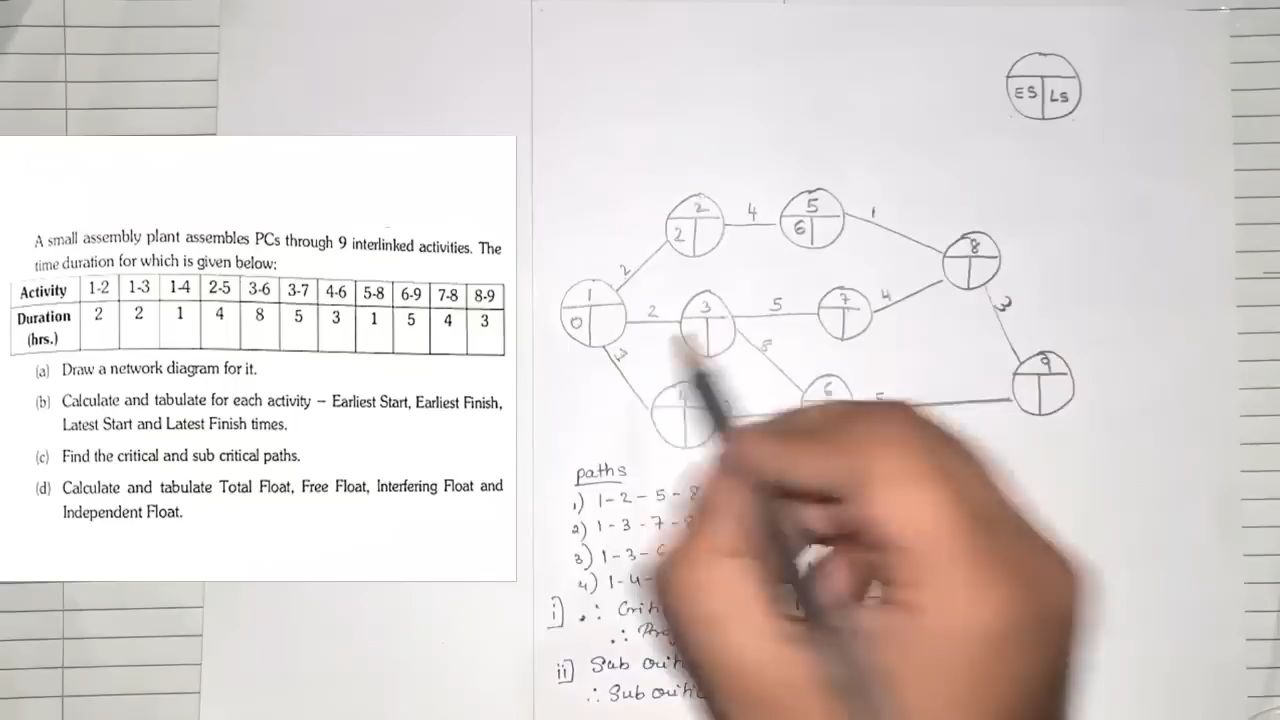 A small assembly plant assembles PCs through 9 interlinked activities. The
time duration for which is given below:
Activity 1-2 1-3 1-4 2-5 3-6 3-7 4-6 5-8 6-9 7-8 8-9
Duration (hrs.) 2 2 1 4 8 5 3 1 5 4 3
(a) Draw a network diagram for it.
(b) Calculate and tabulate for each activity – Earliest Start, Earliest Finish,
Latest Start and Latest Finish times.
(c) Find the critical and sub critical paths.
(d) Calculate and tabulate Total Float, Free Float, Interfering Float and
Independent Float.
ES LS
2
2
4
5
6
1
8
2
1
0
2
3
5
7
4
3
1
8
9
4
6
5
paths
1) 1-2-5-8
2) 1-3-7-8
3) 1-3-6
4) 1-4-
i] ∴
∴
ii] Sub
∴ Sub